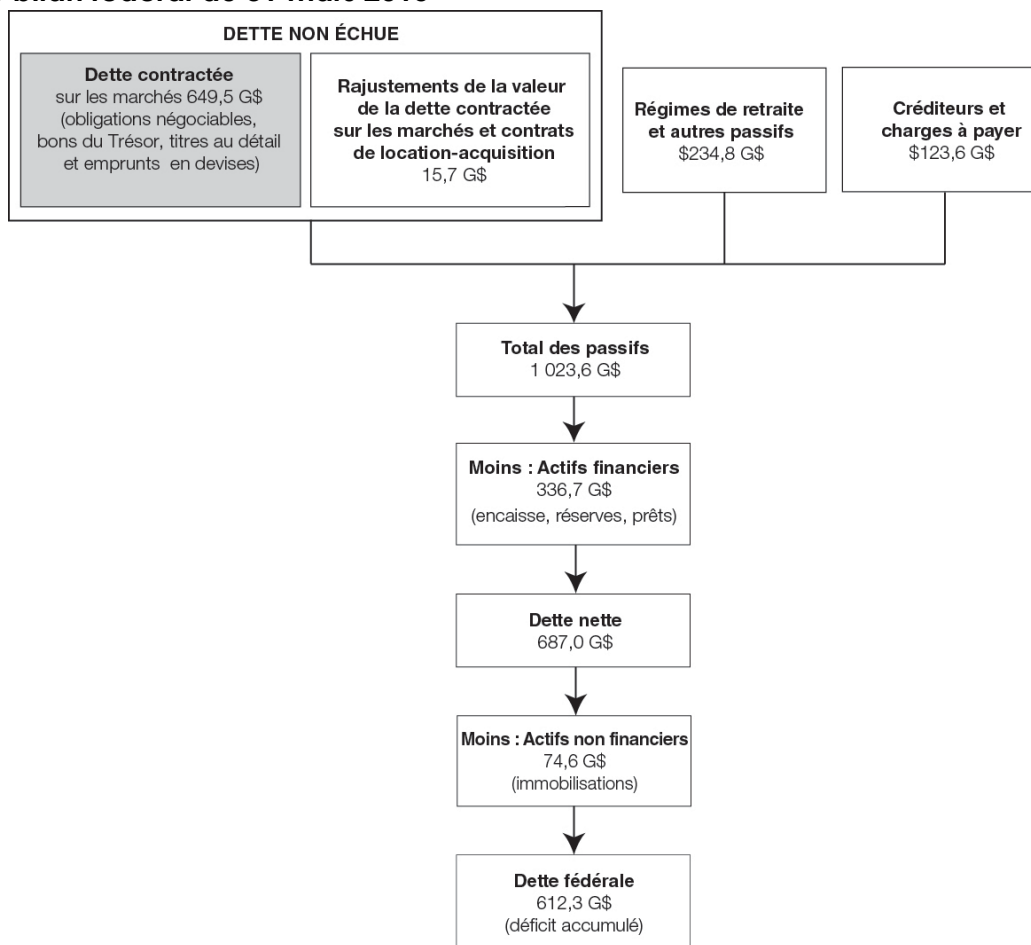 DETTE NON ÉCHUE
Dette contractée
sur les marchés 649,5 G$
(obligations négociables,
bons du Trésor, titres au détail
et emprunts en devises)
Rajustements de la valeur
de la dette contractée
sur les marchés et contrats
de location-acquisition
15,7 G$
Régimes de retraite
et autres passifs
$234,8 G$
Créditeurs et
charges à payer
$123,6 G$
Total des passifs
1 023,6 G$
Moins : Actifs financiers
336,7 G$
(encaisse, réserves, prêts)
Dette nette
687,0 G$
Moins : Actifs non financiers
74,6 G$
(immobilisations)
Dette fédérale
612,3 G$
(déficit accumulé)